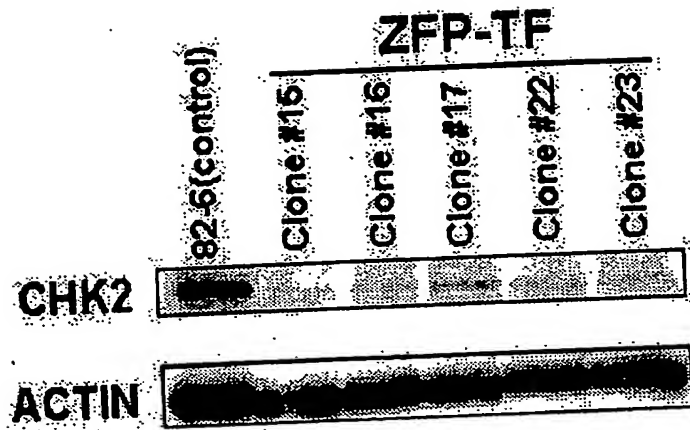 ZFP-TF
82-6(control)
Clone #15
Clone #16
Clone #17
Clone #22
Clone #23
CHK2
ACTIN